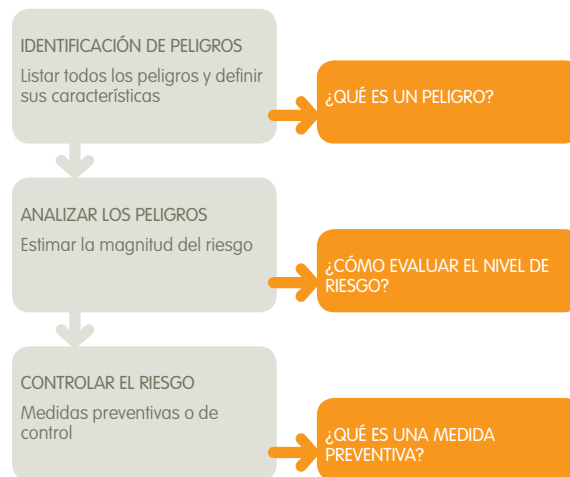 IDENTIFICACIÓN DE PELIGROS
Listar todos los peligros y definir
sus características
¿QUÉ ES UN PELIGRO?
ANALIZAR LOS PELIGROS
Estimar la magnitud del riesgo
¿CÓMO EVALUAR EL NIVEL DE
RIESGO?
CONTROLAR EL RIESGO
Medidas preventivas o de
control
¿QUÉ ES UNA MEDIDA
PREVENTIVA?